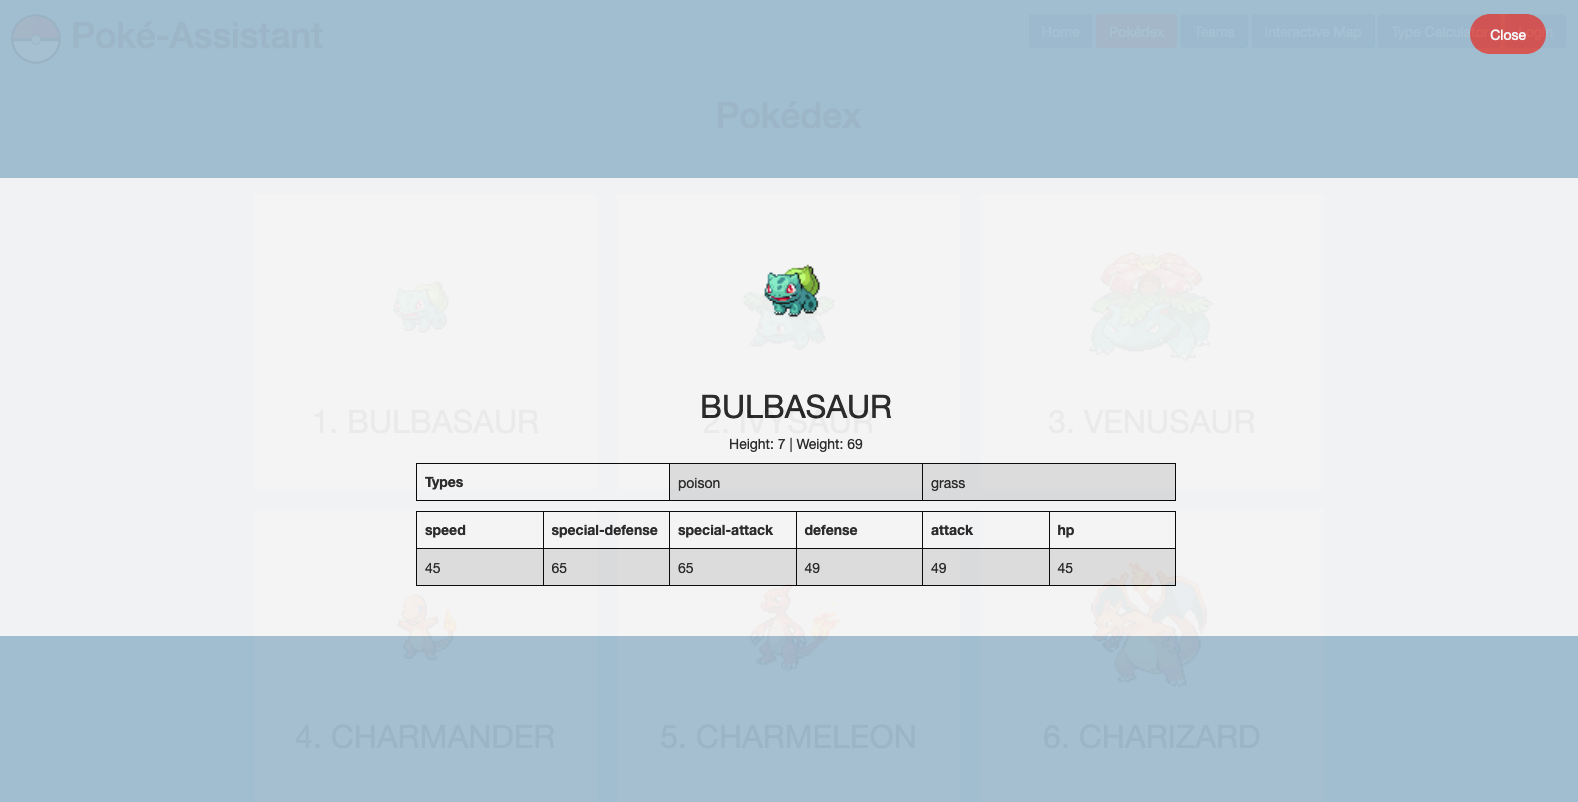 Poké-Assistant
Home Pokédex Teams Interactive Map Type Calculator
Close
Pokédex
1. BULBASAUR
2. IVYSAUR
3. VENUSAUR
BULBASAUR
Height: 7 | Weight: 69
Types poison grass
speed special-defense special-attack defense attack hp
45 65 65 49 49 45
4. CHARMANDER
5. CHARMELEON
6. CHARIZARD